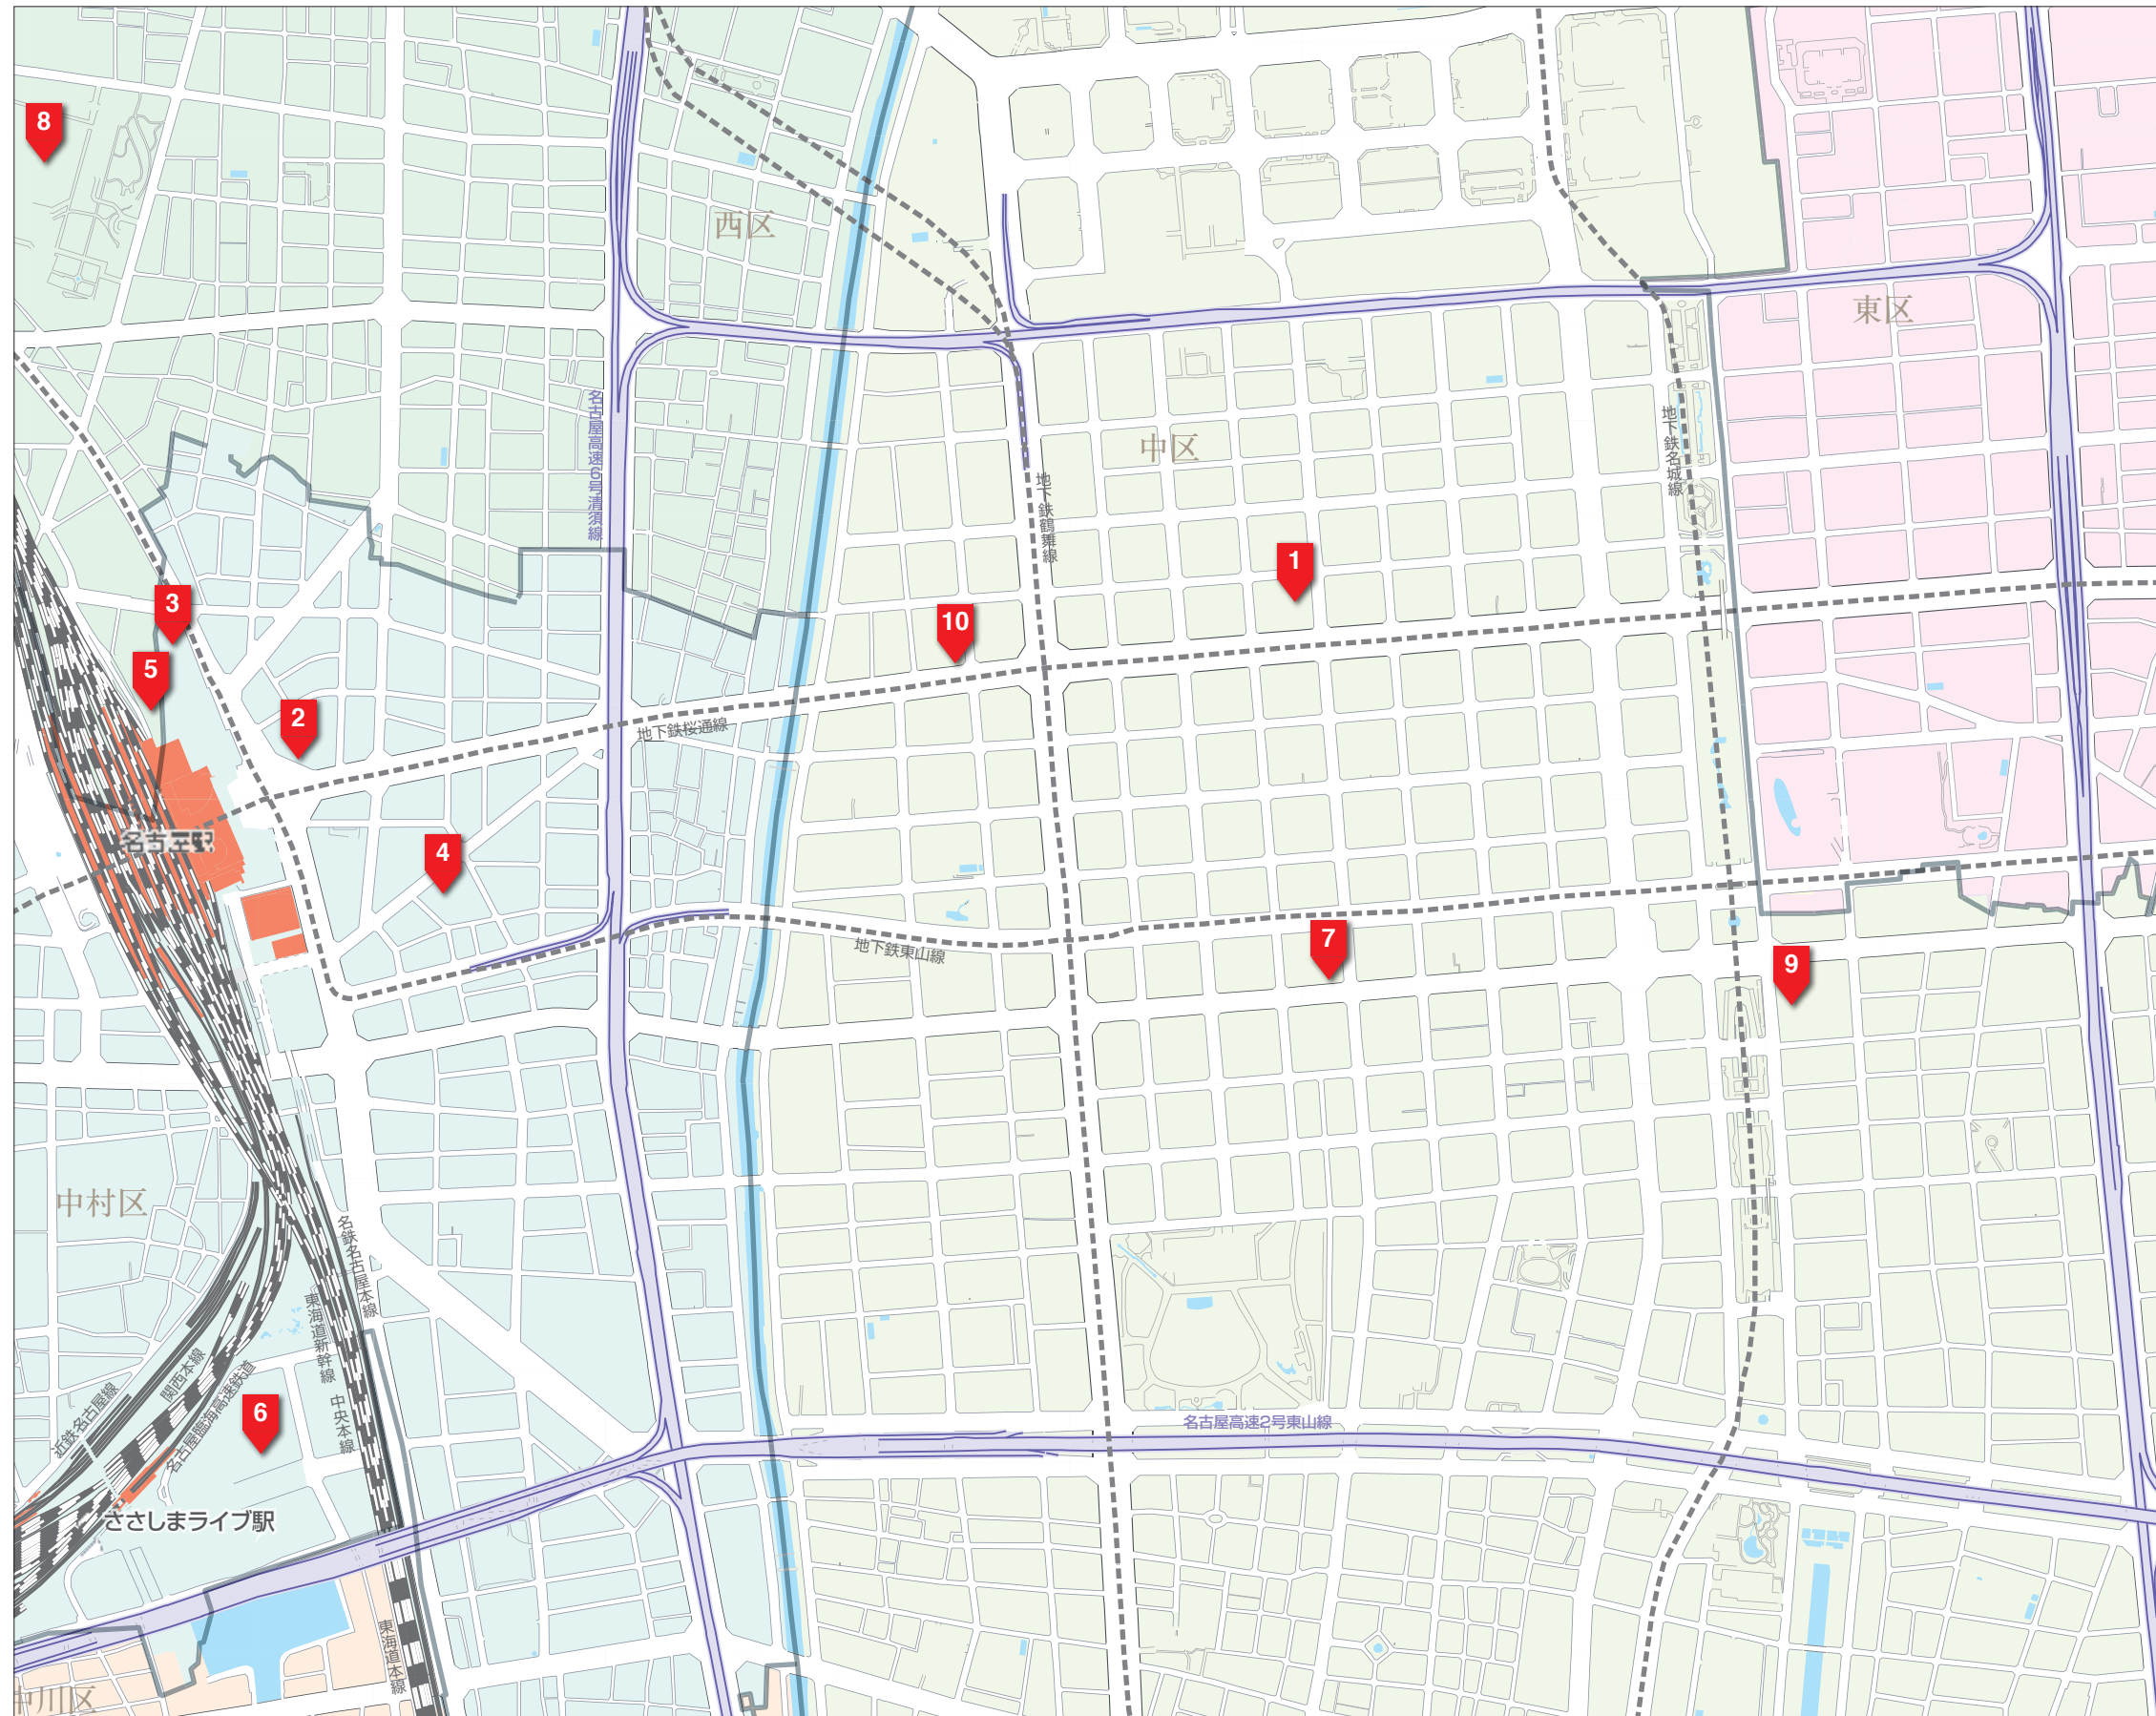 8
西区
東区
名古屋高速6号清須線
地下鉄名城線
中区
地下鉄鶴舞線
1
3
10
5
2
地下鉄桜通線
名古屋駅
4
7
地下鉄東山線
9
中村区
名鉄名古屋本線
東海道新幹線
関西本線
近鉄名古屋線
名古屋臨海高速鉄道
中央本線
6
名古屋高速2号東山線
ささしまライブ駅
東海道本線
中川区